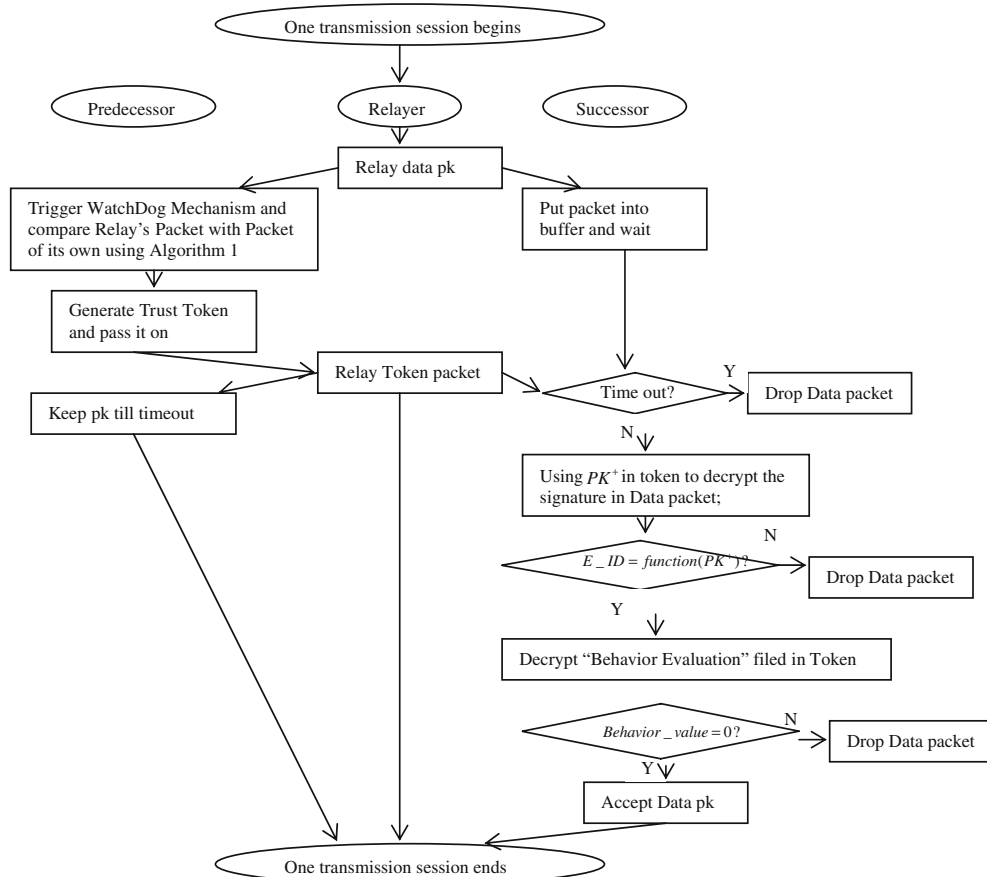 One transmission session begins
Predecessor
Relayer
Successor
Relay data pk
Trigger WatchDog Mechanism and
compare Relay's Packet with Packet
of its own using Algorithm 1
Put packet into
buffer and wait
Generate Trust Token
and pass it on
Relay Token packet
Time out?
Y
Drop Data packet
Keep pk till timeout
N
Using PK⁺ in token to decrypt the
signature in Data packet;
N
E_ID = function(PK⁺)?
Drop Data packet
Y
Decrypt “Behavior Evaluation” filed in Token
N
Behavior_value = 0?
Drop Data packet
Y
Accept Data pk
One transmission session ends